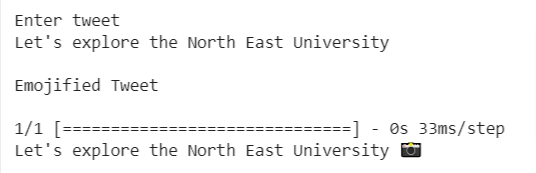 Enter tweet
Let's explore the North East University
Emojified Tweet
1/1 [==============================] - 0s 33ms/step
Let's explore the North East University 📸